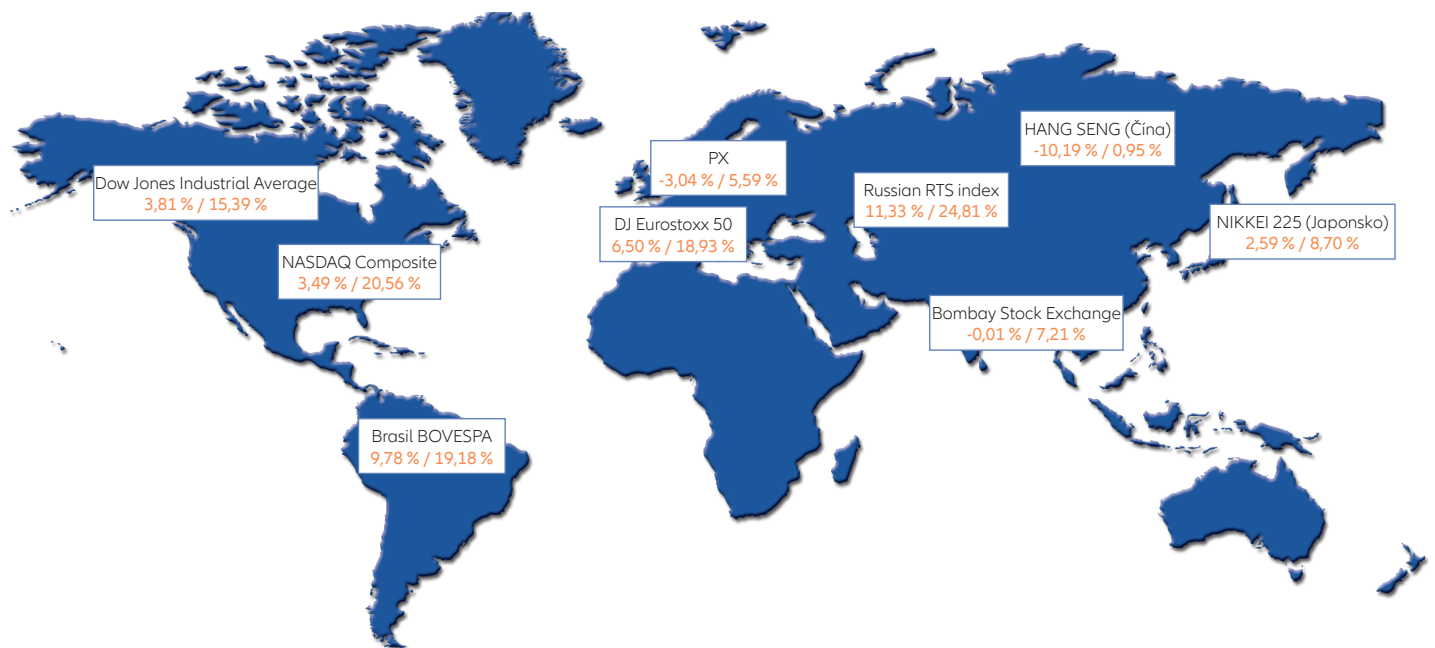 HANG SENG (Čína)
-10,19 % / 0,95 %
PX
-3,04 % / 5,59 %
Dow Jones Industrial Average
3,81 % / 15,39 %
Russian RTS index
11,33 % / 24,81 %
DJ Eurostoxx 50
6,50 % / 18,93 %
NIKKEI 225 (Japonsko)
2,59 % / 8,70 %
NASDAQ Composite
3,49 % / 20,56 %
Bombay Stock Exchange
-0,01 % / 7,21 %
Brasil BOVESPA
9,78 % / 19,18 %